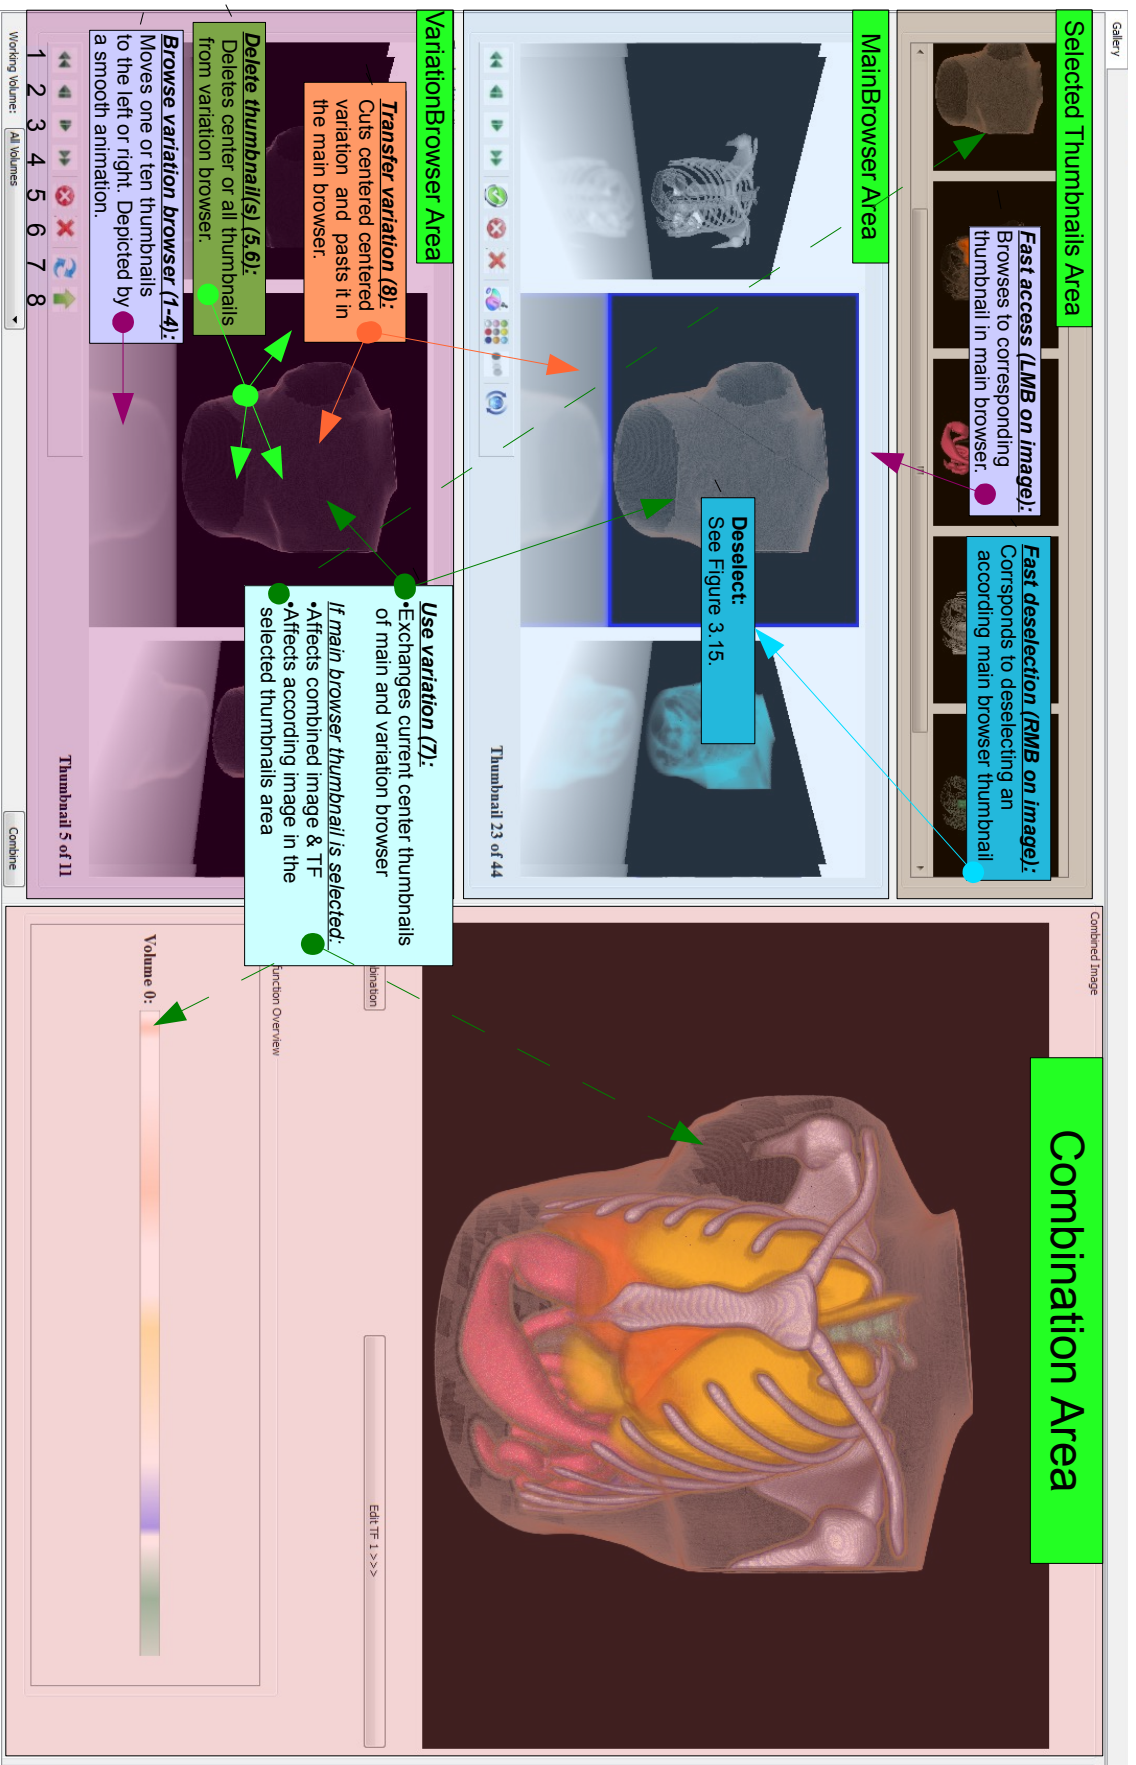 Gallery
Selected Thumbnails Area
Fast access (LMB on image):
Browses to corresponding
thumbnail in main browser.
Fast deselection (RMB on image):
Corrsponds to deselecting an
according main browser thumbnail
MainBrowser Area
Deselect:
See Figure 3.15.
Thumbnail 23 of 44
VariationBrowser Area
Transfer variation (8):
Cuts centered centered
variation and pasts it in
the main browser.
Delete thumbnail(s) (5,6):
Deletes center or all thumbnails
from variation browser.
Browse variation browser (1-4):
Moves one or ten thumbnails
to the left or right. Depicted by
a smooth animation.
1 2 3 4 5 6 7 8
Use variation (7):
•Exchanges current center thumbnails
of main and variation browser
If main browser thumbnail is selected:
•Affects combined image & TF
•Affects according image in the
selected thumbnails area
Thumbnail 5 of 11
Working Volume:
All Volumes
Combine
Combined Image
Combination Area
bination
Edit TF 1 >>>
function Overview
Volume 0: